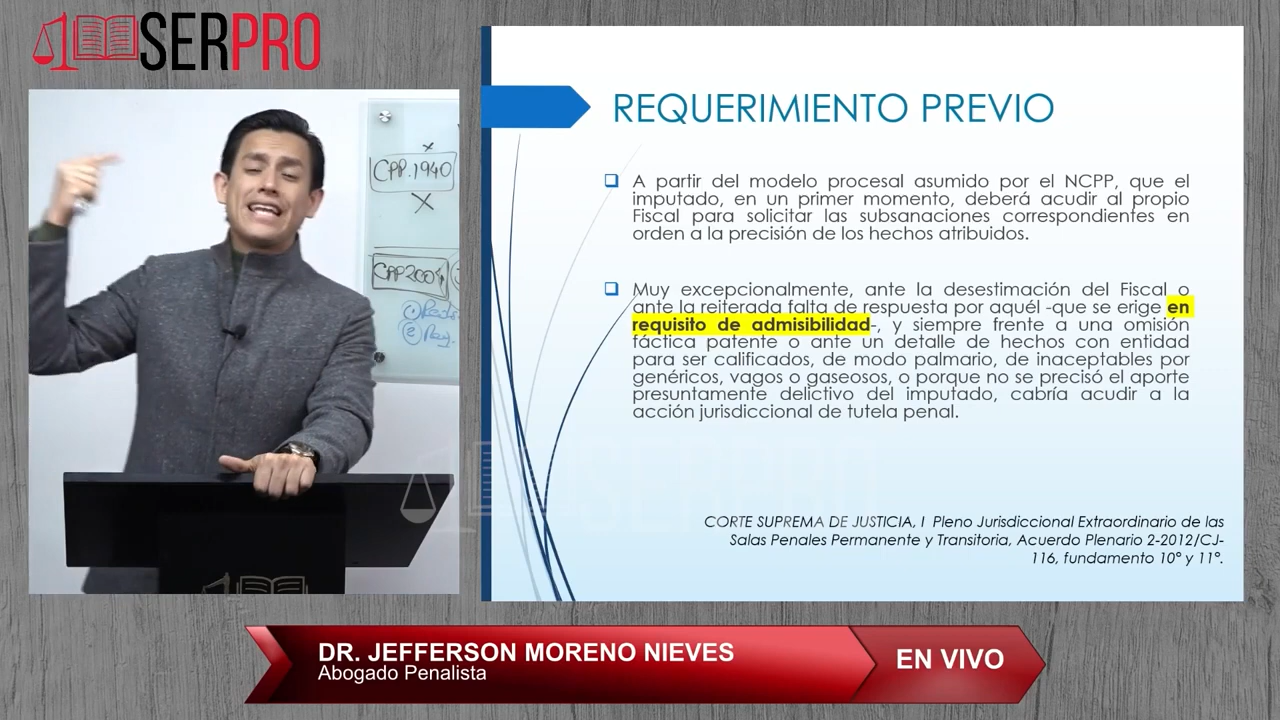 SERPRO
CPP.1940
CPP2004
REQUERIMIENTO PREVIO
A partir del modelo procesal asumido por el NCPP, que el
imputado, en un primer momento, deberá acudir al propio
Fiscal para solicitar las subsanaciones correspondientes en
orden a la precisión de los hechos atribuidos.
Muy excepcionalmente, ante la desestimación del Fiscal o
ante la reiterada falta de respuesta por aquél -que se erige en
requisito de admisibilidad-, y siempre frente a una omisión
fáctica patente o ante un detalle de hechos con entidad
para ser calificados, de modo palmario, de inaceptables por
genéricos, vagos o gaseosos, o porque no se precisó el aporte
presuntamente delictivo del imputado, cabría acudir a la
acción jurisdiccional de tutela penal.
CORTE SUPREMA DE JUSTICIA, I Pleno Jurisdiccional Extraordinario de las
Salas Penales Permanente y Transitoria, Acuerdo Plenario 2-2012/CJ-
116, fundamento 10° y 11°.
DR. JEFFERSON MORENO NIEVES
Abogado Penalista
EN VIVO